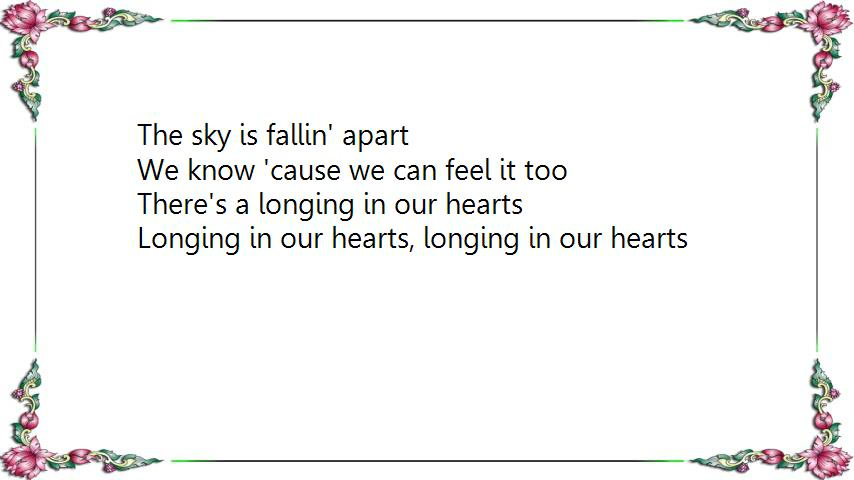 The sky is fallin' apart
We know 'cause we can feel it too
There's a longing in our hearts
Longing in our hearts, longing in our hearts